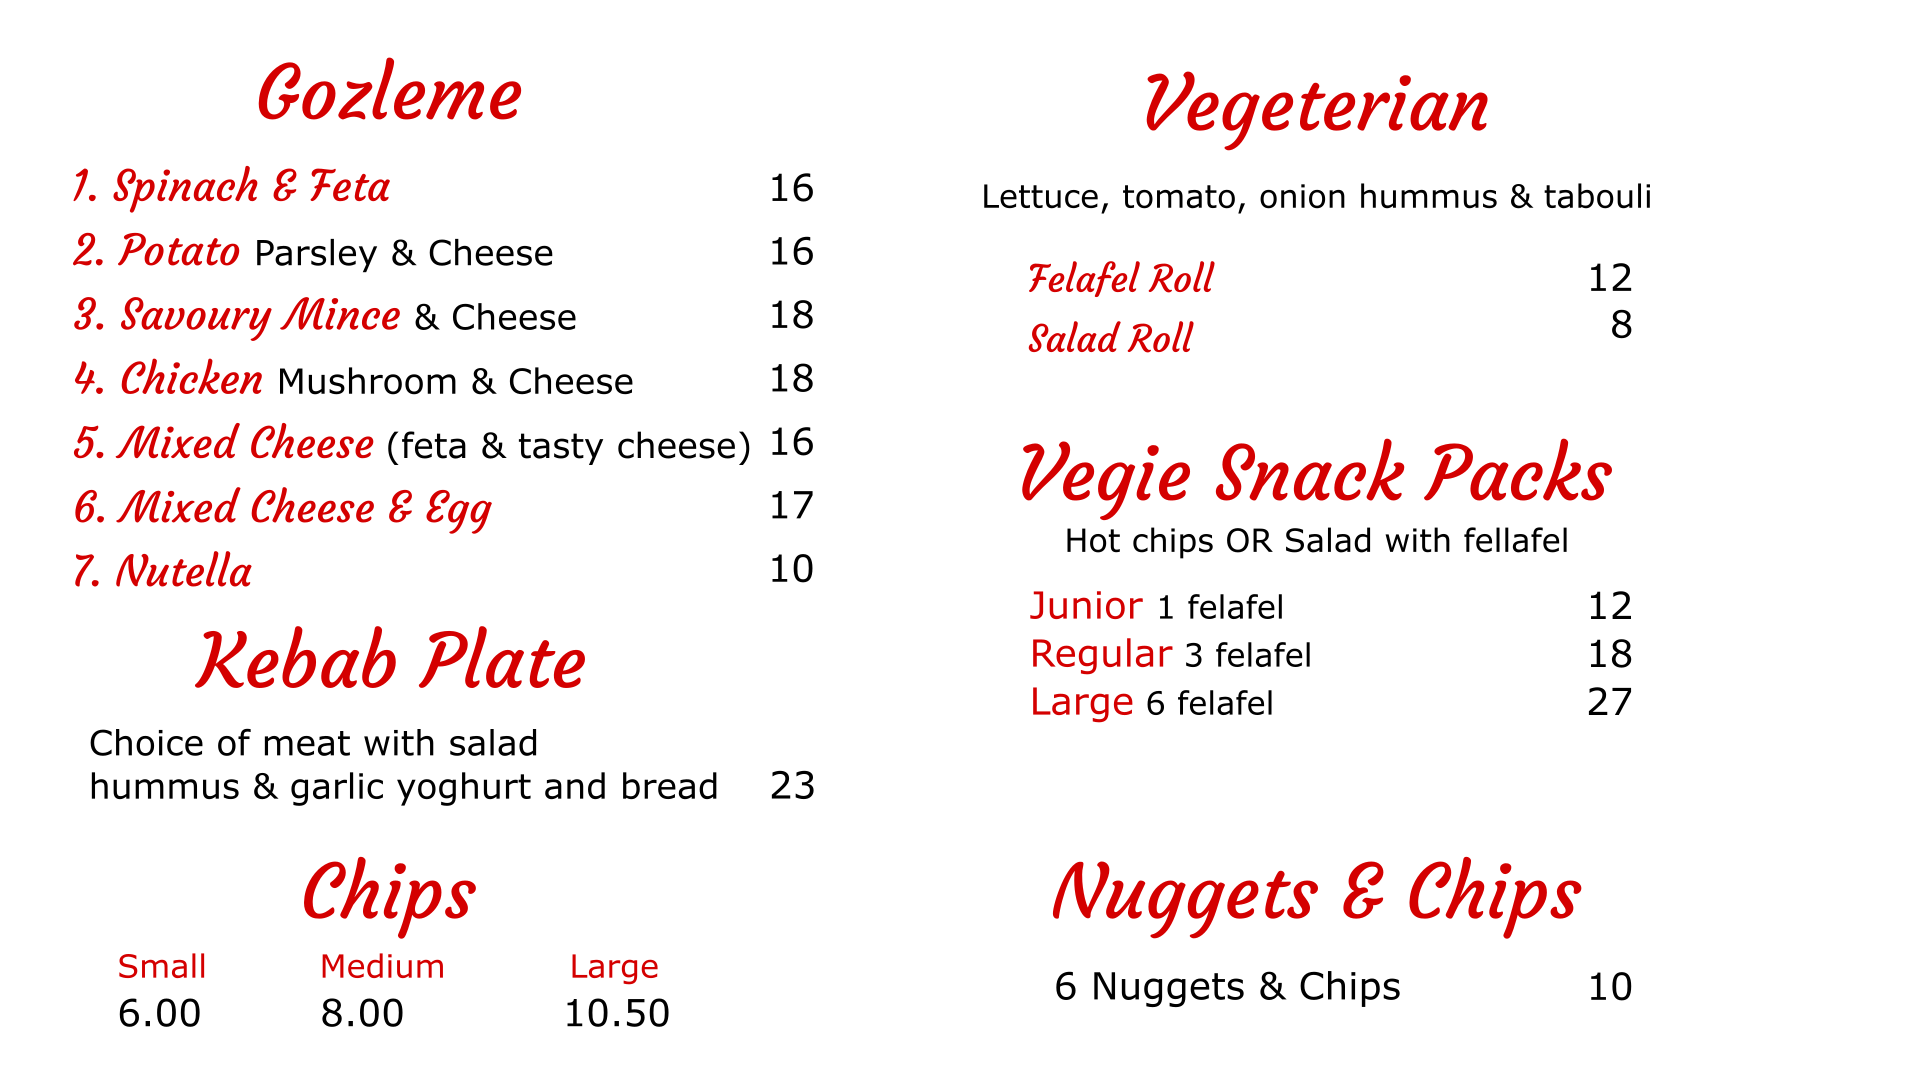 Gozleme
1. Spinach & Feta 16
2. Potato Parsley & Cheese 16
3. Savoury Mince & Cheese 18
4. Chicken Mushroom & Cheese 18
5. Mixed Cheese (feta & tasty cheese) 16
6. Mixed Cheese & Egg 17
7. Nutella 10
Kebab Plate
Choice of meat with salad
hummus & garlic yoghurt and bread 23
Chips
Small Medium Large
6.00 8.00 10.50
Vegeterian
Lettuce, tomato, onion hummus & tabouli
Felafel Roll 12
Salad Roll 8
Vegie Snack Packs
Hot chips OR Salad with fellafel
Junior 1 felafel 12
Regular 3 felafel 18
Large 6 felafel 27
Nuggets & Chips
6 Nuggets & Chips 10